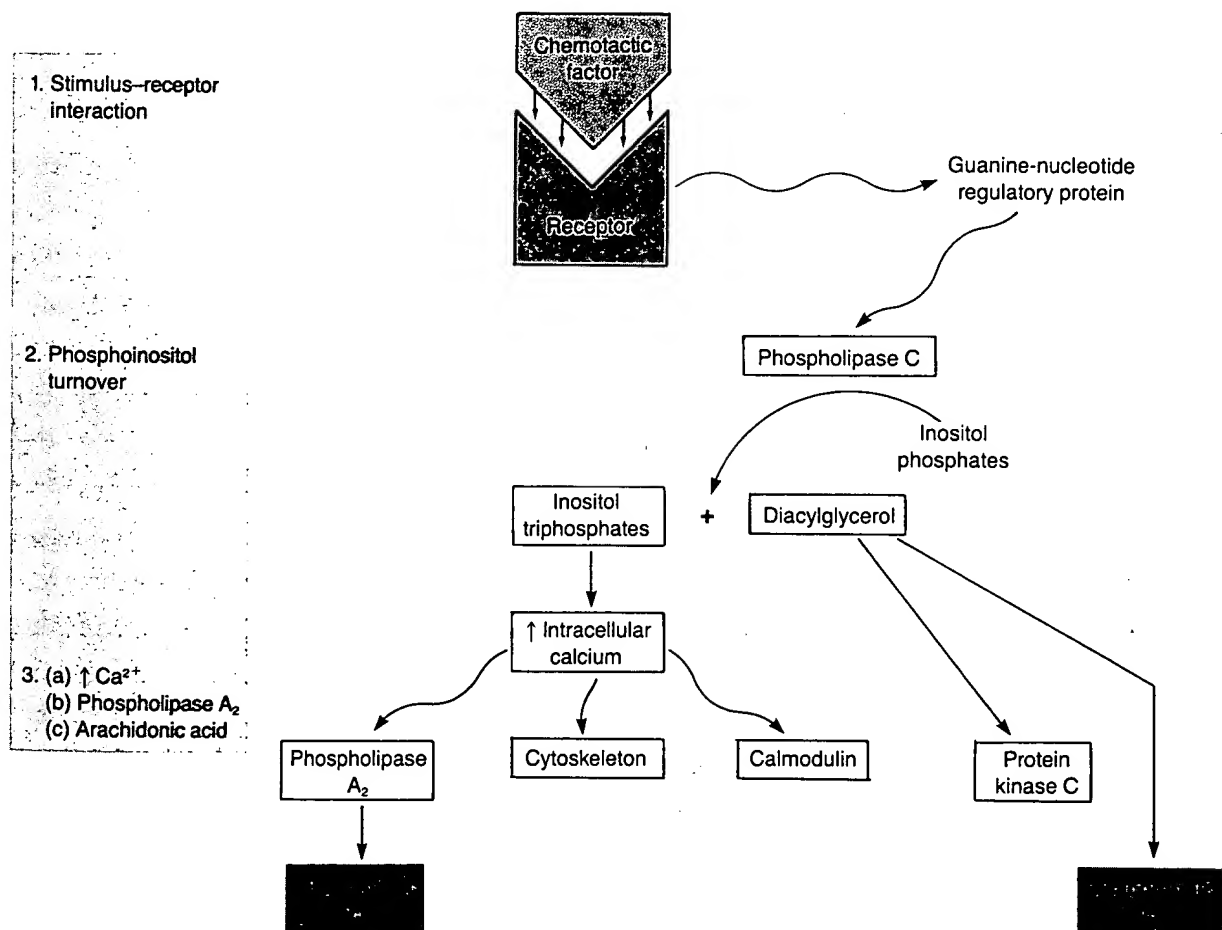 1. Stimulus–receptor
interaction
Chemotactic
factor
Receptor
Guanine-nucleotide
regulatory protein
2. Phosphoinositol
turnover
Phospholipase C
Inositol
phosphates
Inositol
triphosphates
+
Diacylglycerol
↑ Intracellular
calcium
3. (a) ↑ Ca²⁺.
(b) Phospholipase A₂
(c) Arachidonic acid
Phospholipase
A₂
Cytoskeleton
Calmodulin
Protein
kinase C